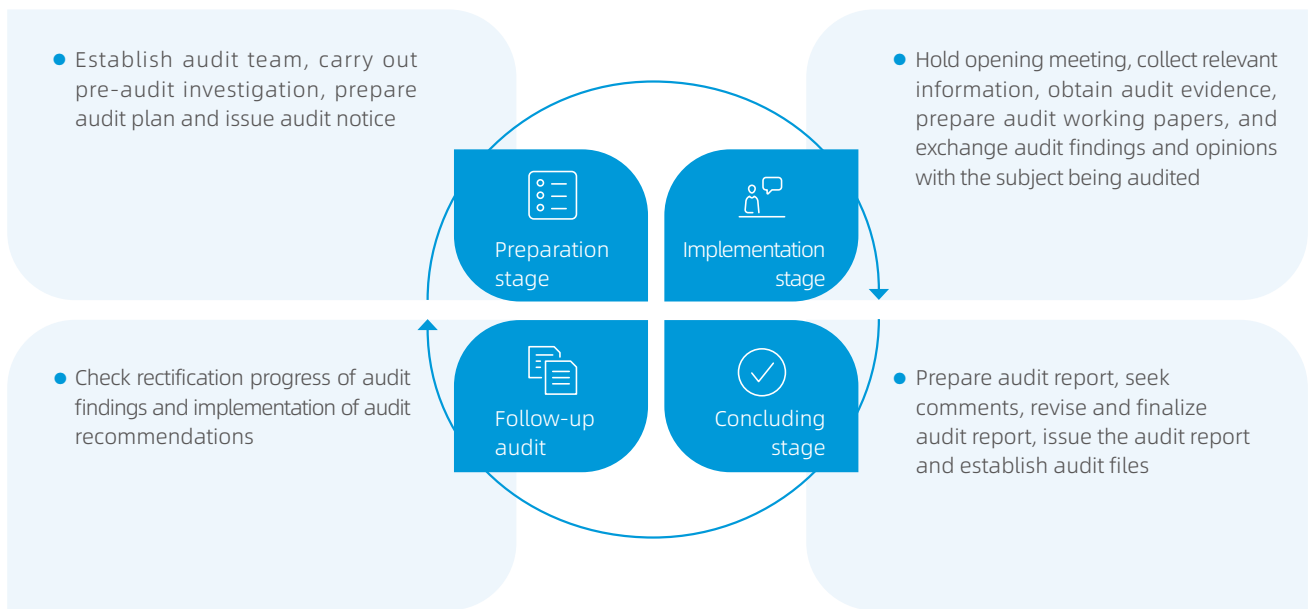 Establish audit team, carry out
pre-audit investigation, prepare
audit plan and issue audit notice
Hold opening meeting, collect relevant
information, obtain audit evidence,
prepare audit working papers, and
exchange audit findings and opinions
with the subject being audited
Preparation
stage
Implementation
stage
Check rectification progress of audit
findings and implementation of audit
recommendations
Follow-up
audit
Concluding
stage
Prepare audit report, seek
comments, revise and finalize
audit report, issue the audit report
and establish audit files